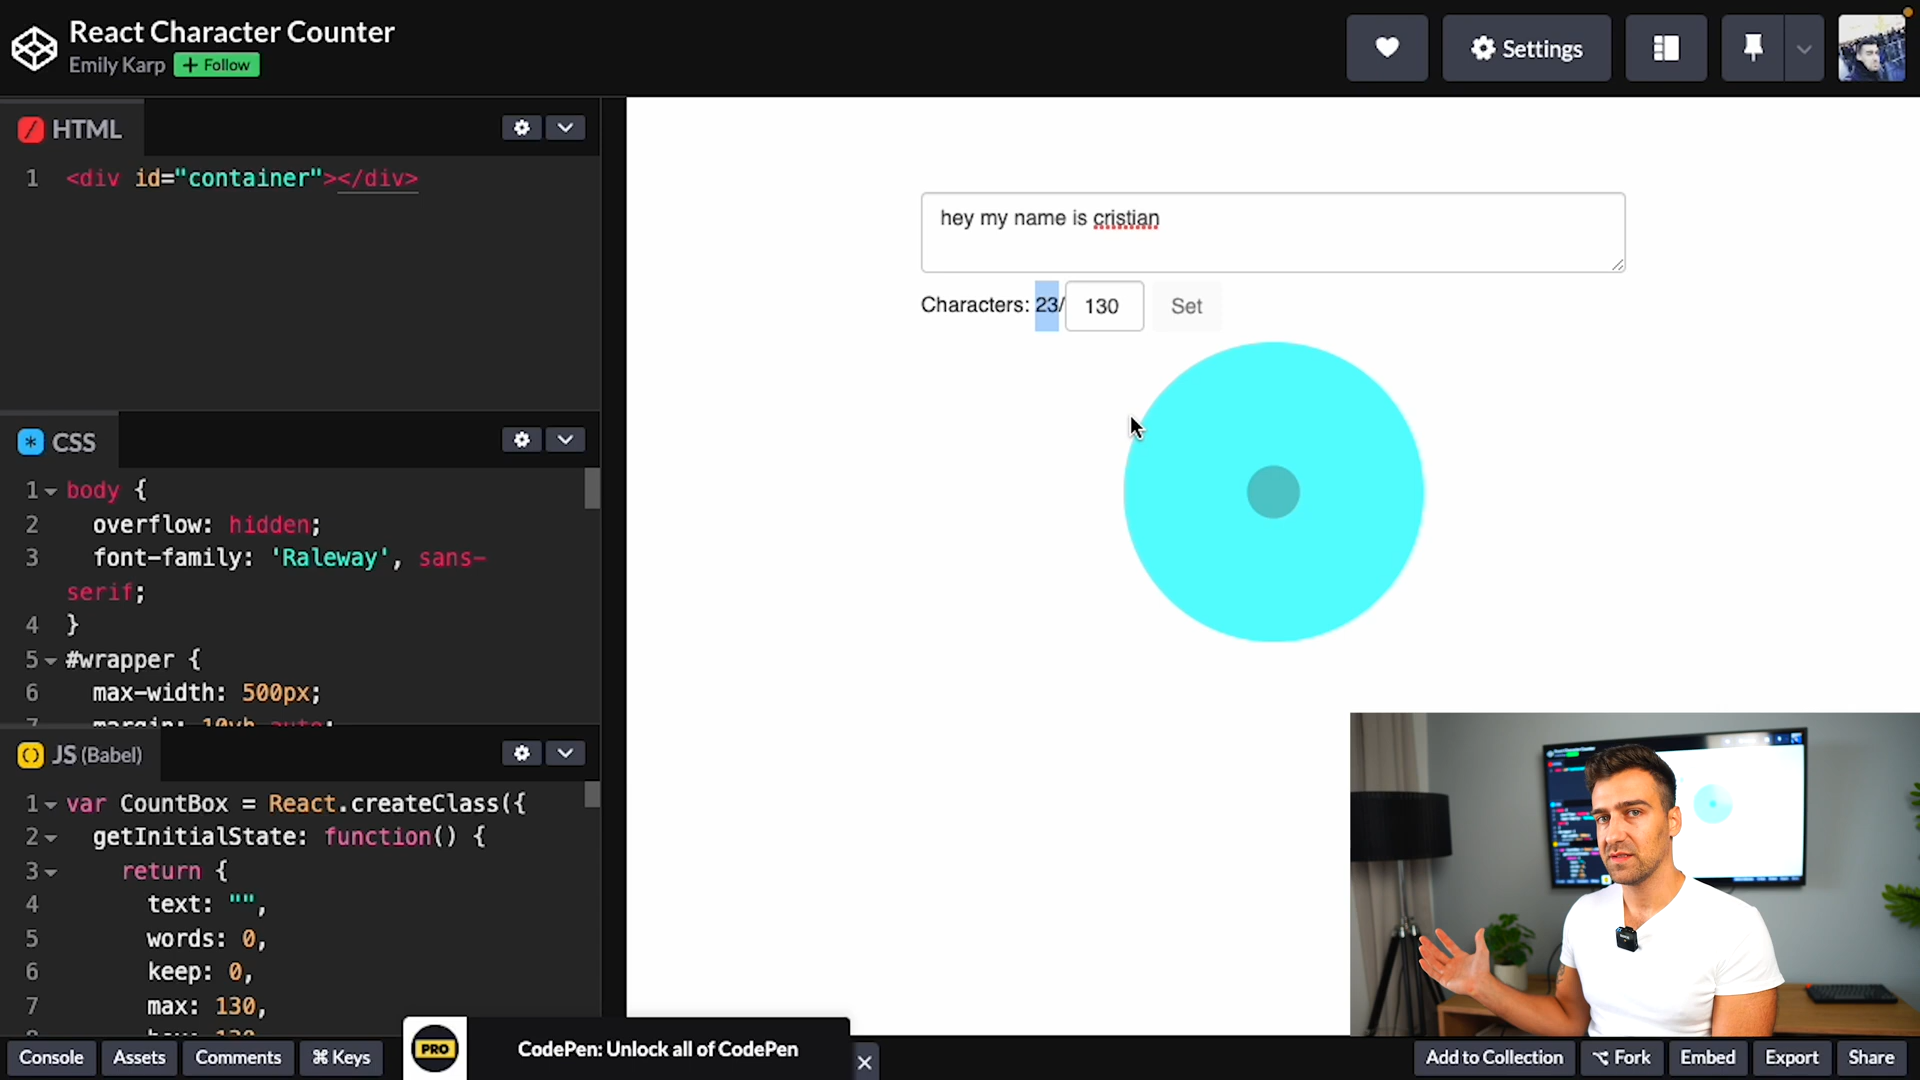 React Character Counter
Emily Karp
+ Follow
Settings
HTML
1 <div id="container"></div>
CSS
1 body {
2 overflow: hidden;
3 font-family: 'Raleway', sans-
serif;
4 }
5 #wrapper {
6 max-width: 500px;
7 margin: 10vh auto;
JS (Babel)
1 var CountBox = React.createClass({
2 getInitialState: function() {
3 return {
4 text: "",
5 words: 0,
6 keep: 0,
7 max: 130,
hey my name is cristian
Characters: 23/ 130 Set
Console
Assets
Comments
⌘ Keys
PRO
CodePen: Unlock all of CodePen
Add to Collection
Fork
Embed
Export
Share